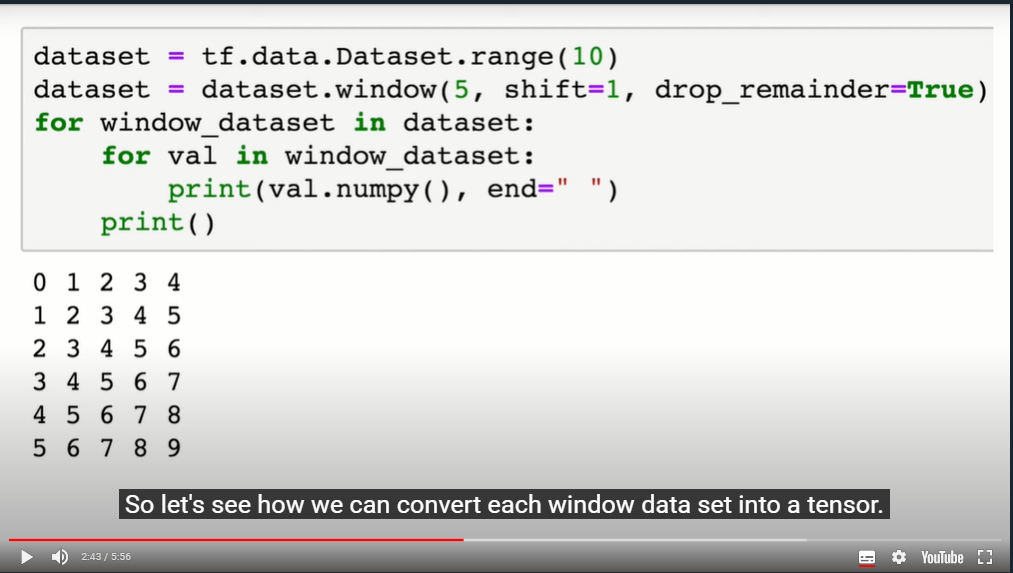 dataset = tf.data.Dataset.range(10)
dataset = dataset.window(5, shift=1, drop_remainder=True)
for window_dataset in dataset:
    for val in window_dataset:
        print(val.numpy(), end=" ")
    print()
0 1 2 3 4
1 2 3 4 5
2 3 4 5 6
3 4 5 6 7
4 5 6 7 8
5 6 7 8 9
So let's see how we can convert each window data set into a tensor.
2:43 / 5:56
YouTube